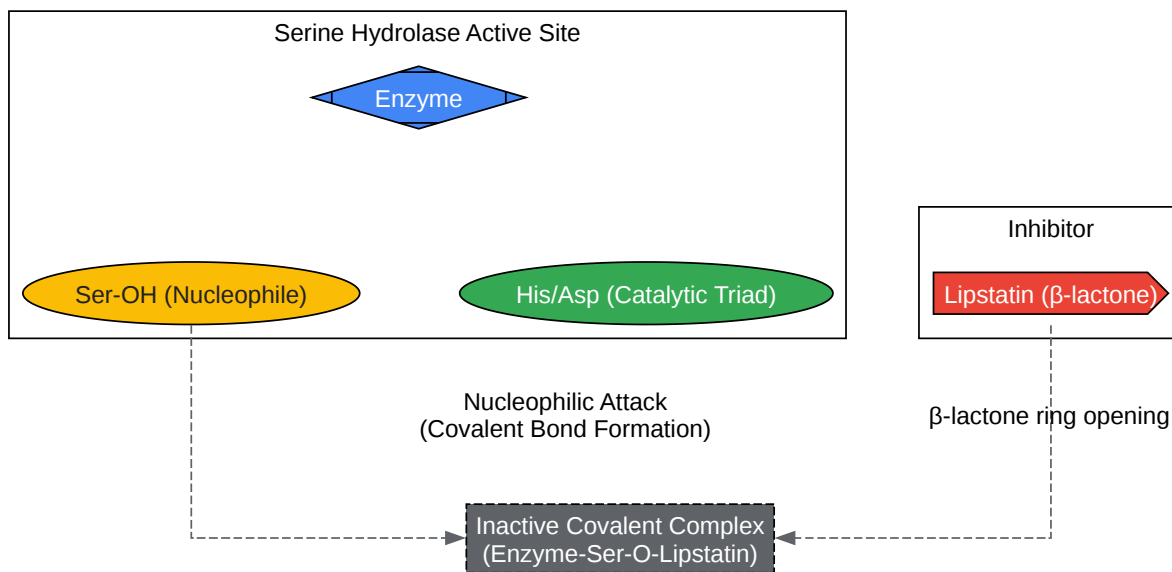 Serine Hydrolase Active Site
Enzyme
Inhibitor
Ser-OH (Nucleophile)
His/Asp (Catalytic Triad)
Lipstatin (β-lactone)
Nucleophilic Attack
(Covalent Bond Formation)
β-lactone ring opening
Inactive Covalent Complex
(Enzyme-Ser-O-Lipstatin)